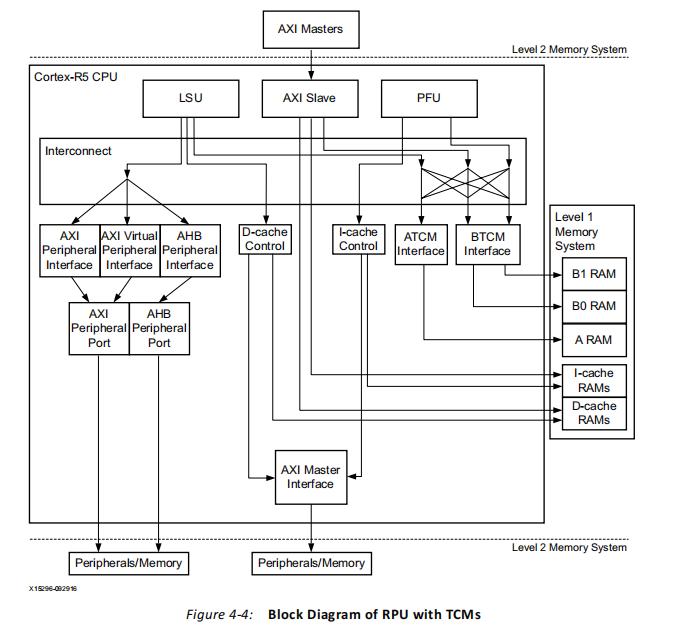 AXI Masters
Level 2 Memory System
Cortex-R5 CPU
LSU
AXI Slave
PFU
Interconnect
AXI
Peripheral
Interface
AXI Virtual
Peripheral
Interface
AHB
Peripheral
Interface
D-cache
Control
I-cache
Control
ATCM
Interface
BTCM
Interface
Level 1
Memory
System
B1 RAM
B0 RAM
A RAM
I-cache
RAMs
D-cache
RAMs
AXI
Peripheral
Port
AHB
Peripheral
Port
AXI Master
Interface
Level 2 Memory System
Peripherals/Memory
Peripherals/Memory
X15296-092916
Figure 4-4: Block Diagram of RPU with TCMs